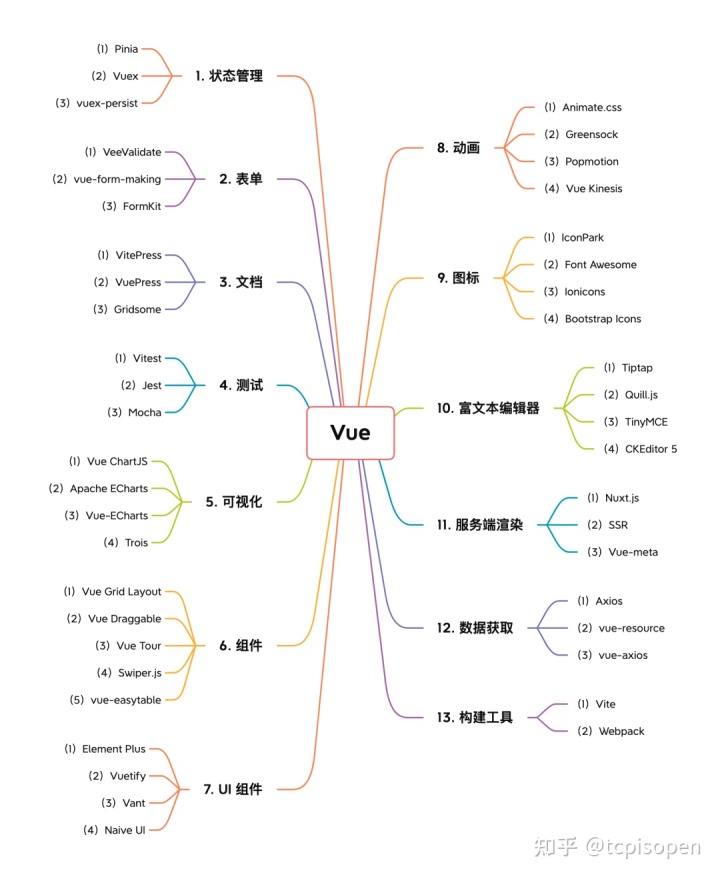 Vue
1. 状态管理
(1) Pinia
(2) Vuex
(3) vuex-persist
2. 表单
(1) VeeValidate
(2) vue-form-making
(3) FormKit
3. 文档
(1) VitePress
(2) VuePress
(3) Gridsome
4. 测试
(1) Vitest
(2) Jest
(3) Mocha
5. 可视化
(1) Vue ChartJS
(2) Apache ECharts
(3) Vue-ECharts
(4) Trois
6. 组件
(1) Vue Grid Layout
(2) Vue Draggable
(3) Vue Tour
(4) Swiper.js
(5) vue-easytable
7. UI 组件
(1) Element Plus
(2) Vuetify
(3) Vant
(4) Naive UI
8. 动画
(1) Animate.css
(2) Greensock
(3) Popmotion
(4) Vue Kinesis
9. 图标
(1) IconPark
(2) Font Awesome
(3) Ionicons
(4) Bootstrap Icons
10. 富文本编辑器
(1) Tiptap
(2) Quill.js
(3) TinyMCE
(4) CKEditor 5
11. 服务端渲染
(1) Nuxt.js
(2) SSR
(3) Vue-meta
12. 数据获取
(1) Axios
(2) vue-resource
(3) vue-axios
13. 构建工具
(1) Vite
(2) Webpack
知乎 @tcpisopen